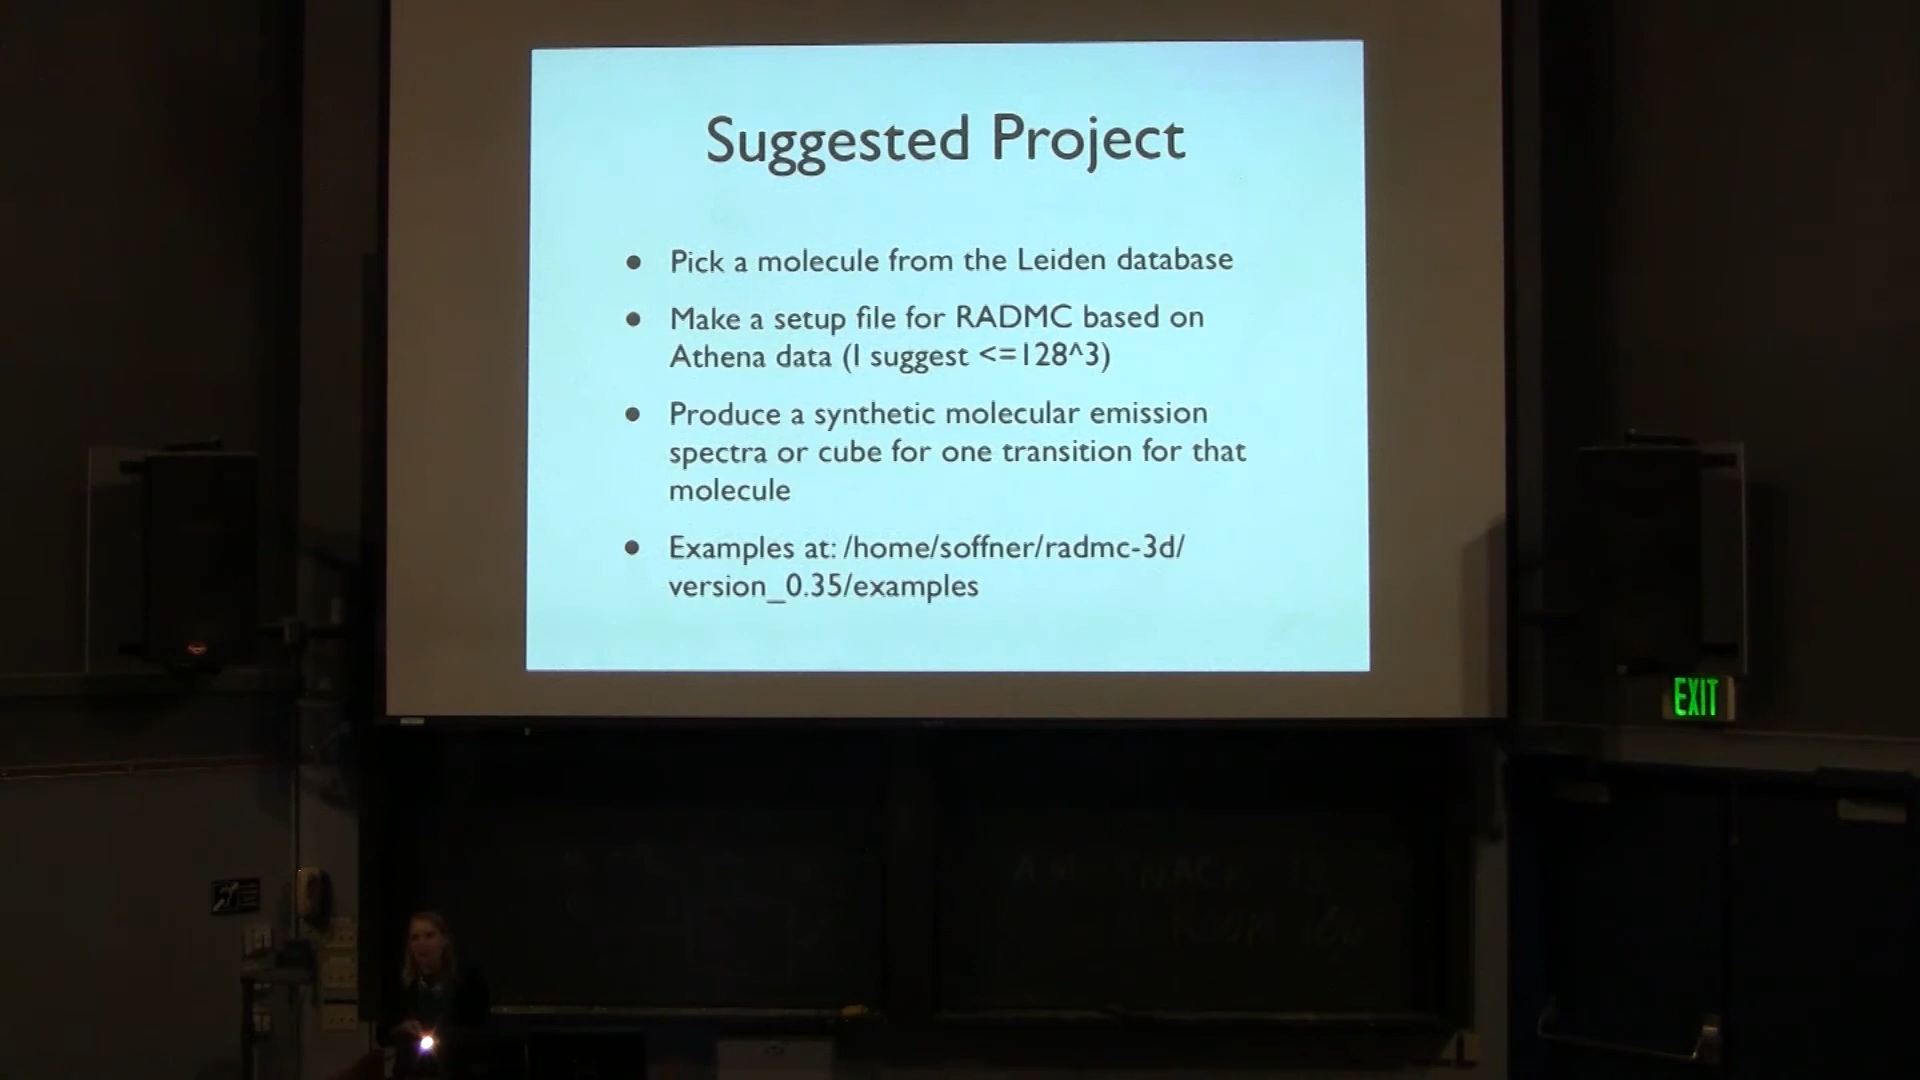 Suggested Project
• Pick a molecule from the Leiden database
• Make a setup file for RADMC based on
Athena data (I suggest <=128^3)
• Produce a synthetic molecular emission
spectra or cube for one transition for that
molecule
• Examples at: /home/soffner/radmc-3d/
version_0.35/examples
EXIT